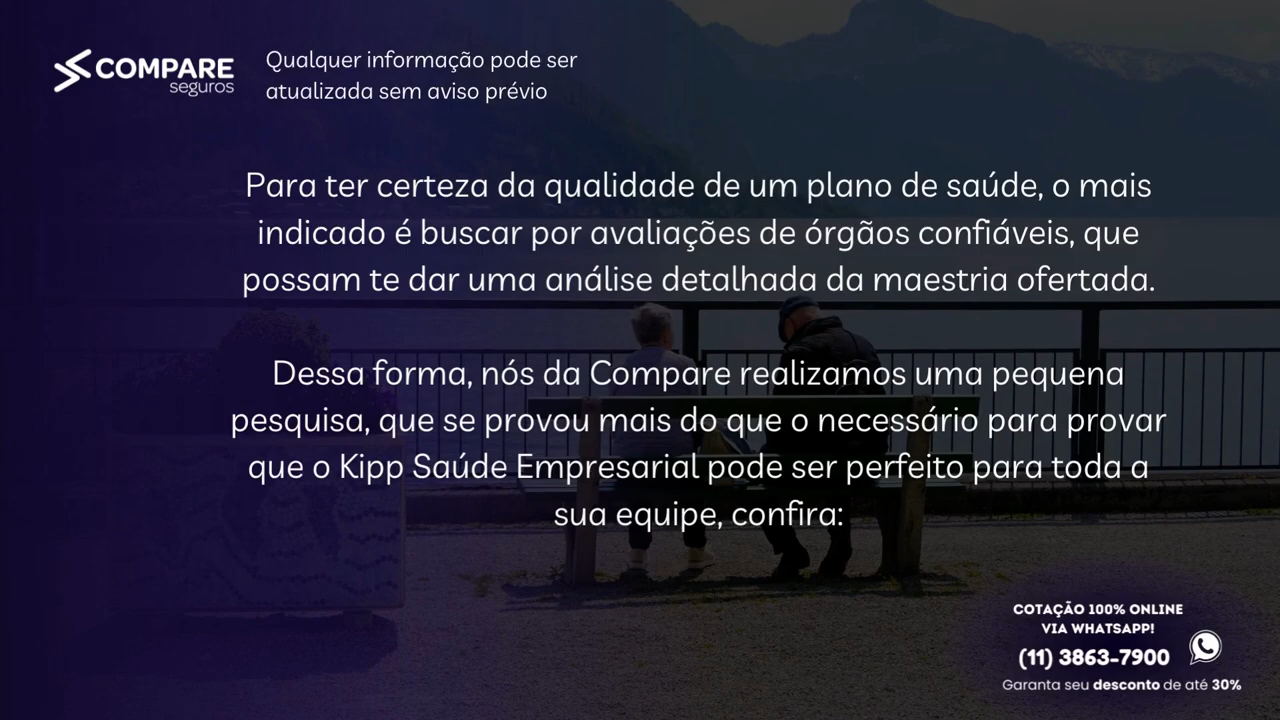 COMPARE
seguros
Qualquer informação pode ser
atualizada sem aviso prévio
Para ter certeza da qualidade de um plano de saúde, o mais
indicado é buscar por avaliações de órgãos confiáveis, que
possam te dar uma análise detalhada da maestria ofertada.
Dessa forma, nós da Compare realizamos uma pequena
pesquisa, que se provou mais do que o necessário para provar
que o Kipp Saúde Empresarial pode ser perfeito para toda a
sua equipe, confira:
COTAÇÃO 100% ONLINE
VIA WHATSAPP!
(11) 3863-7900
Garanta seu desconto de até 30%